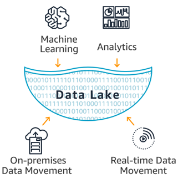 Machine
Learning
Analytics
Data Lake
On-premises
Data Movement
Real-time Data
Movement